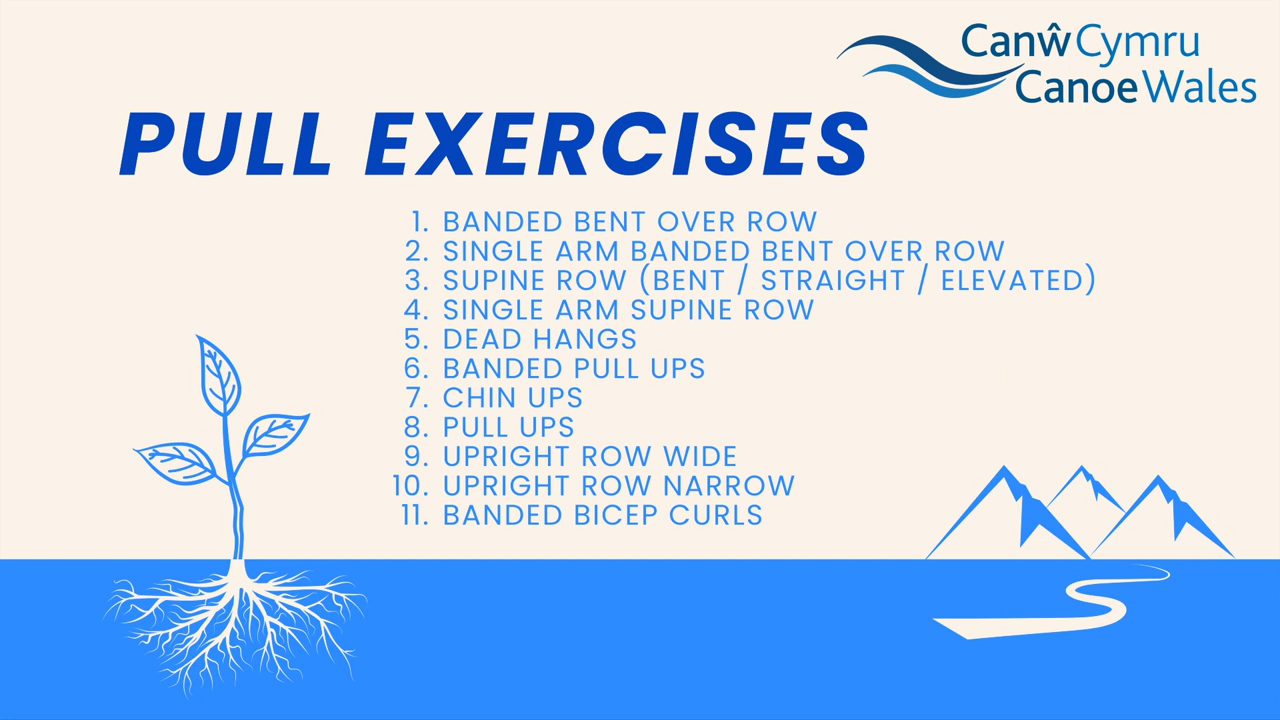 Canŵ Cymru
Canoe Wales
PULL EXERCISES
1. BANDED BENT OVER ROW
2. SINGLE ARM BANDED BENT OVER ROW
3. SUPINE ROW (BENT / STRAIGHT / ELEVATED)
4. SINGLE ARM SUPINE ROW
5. DEAD HANGS
6. BANDED PULL UPS
7. CHIN UPS
8. PULL UPS
9. UPRIGHT ROW WIDE
10. UPRIGHT ROW NARROW
11. BANDED BICEP CURLS